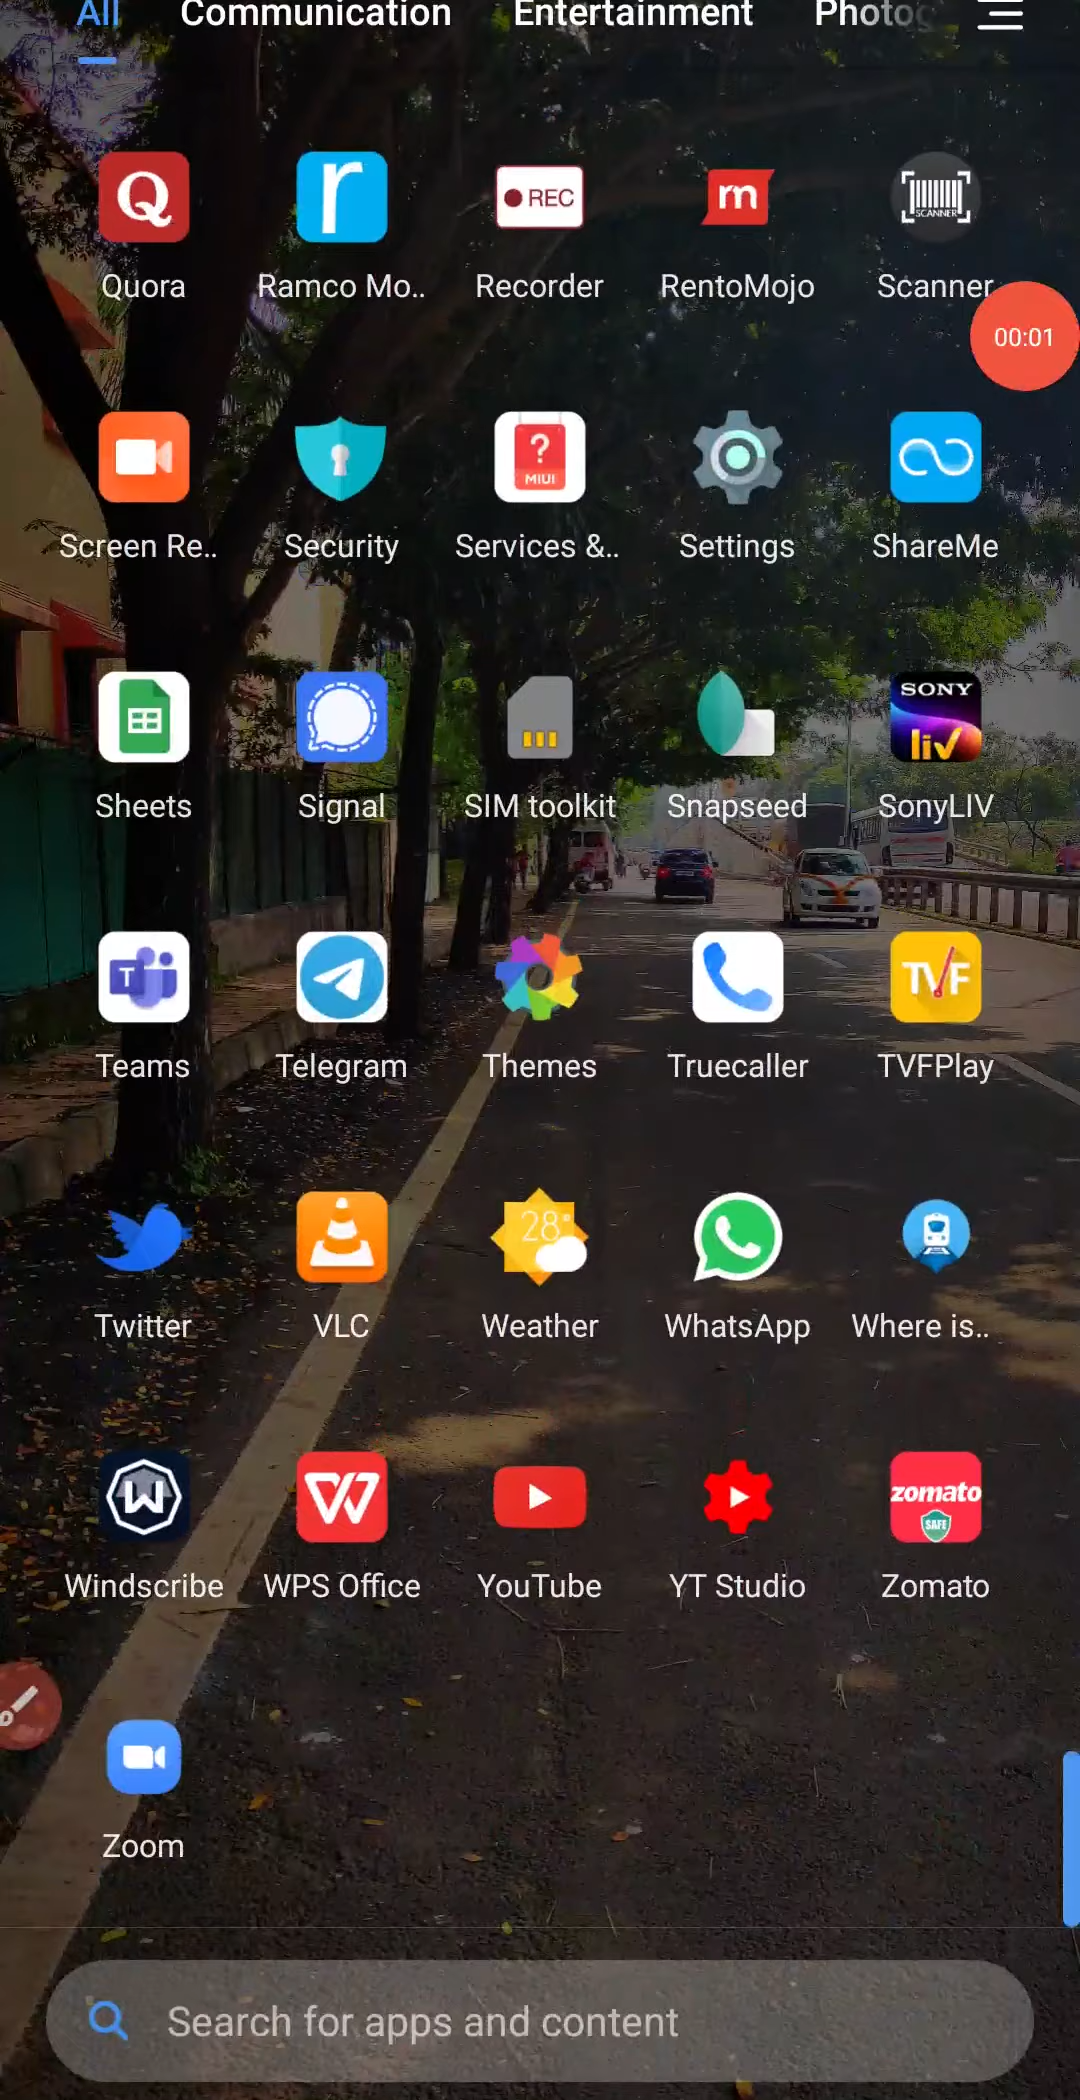 All Communication Entertainment Photog
Q r REC m SCANNER
Quora Ramco Mo.. Recorder RentoMojo Scanner
00:01
? MIUI
Screen Re.. Security Services &.. Settings ShareMe
SONY liv
Sheets Signal SIM toolkit Snapseed SonyLIV
T TVF
Teams Telegram Themes Truecaller TVFPlay
28°
Twitter VLC Weather WhatsApp Where is..
W W zomato SAFE
Windscribe WPS Office YouTube YT Studio Zomato
Zoom
Search for apps and content